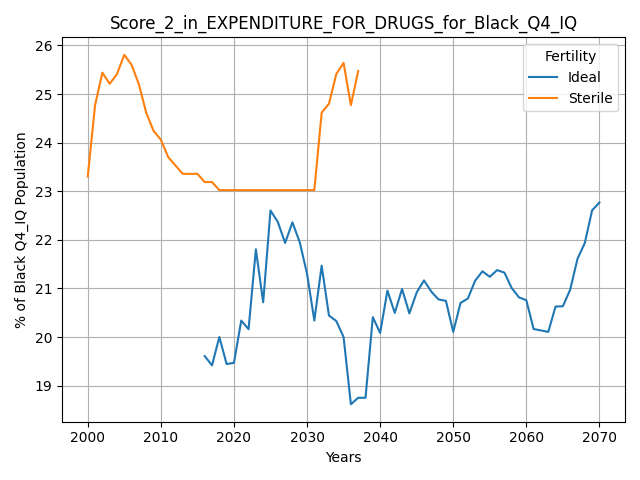 Score_2_in_EXPENDITURE_FOR_DRUGS_for_Black_Q4_IQ
Fertility
Ideal
Sterile
% of Black Q4_IQ Population
26
25
24
23
22
21
20
19
2000 2010 2020 2030 2040 2050 2060 2070
Years